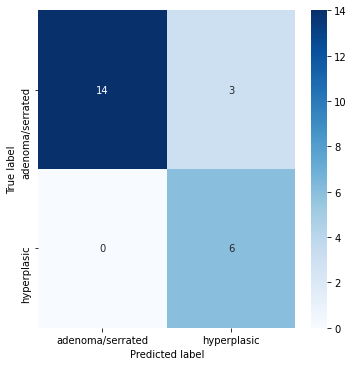 14
3
0
6
True label
adenoma/serrated
hyperplasic
adenoma/serrated
hyperplasic
Predicted label
14
12
10
8
6
4
2
0